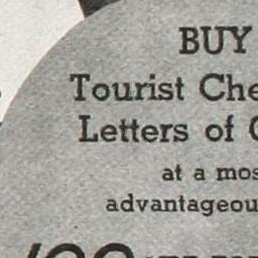 BUY
Tourist Che
Letters of C
at a mos
advantageou